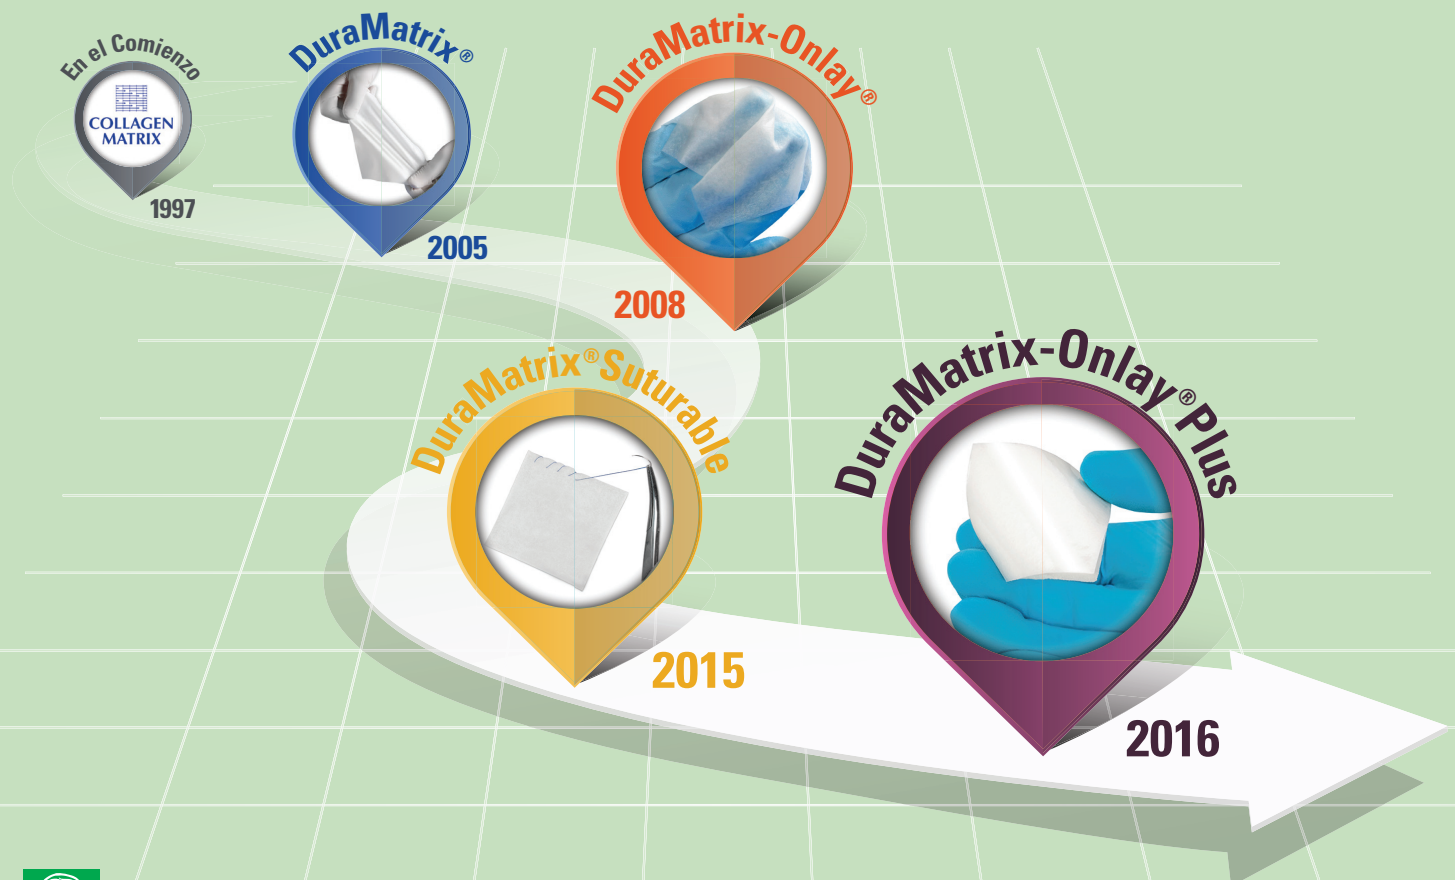 En el Comienzo
COLLAGEN
MATRIX
1997
DuraMatrix®
2005
DuraMatrix-Onlay®
2008
DuraMatrix®Suturable
2015
DuraMatrix-Onlay®Plus
2016